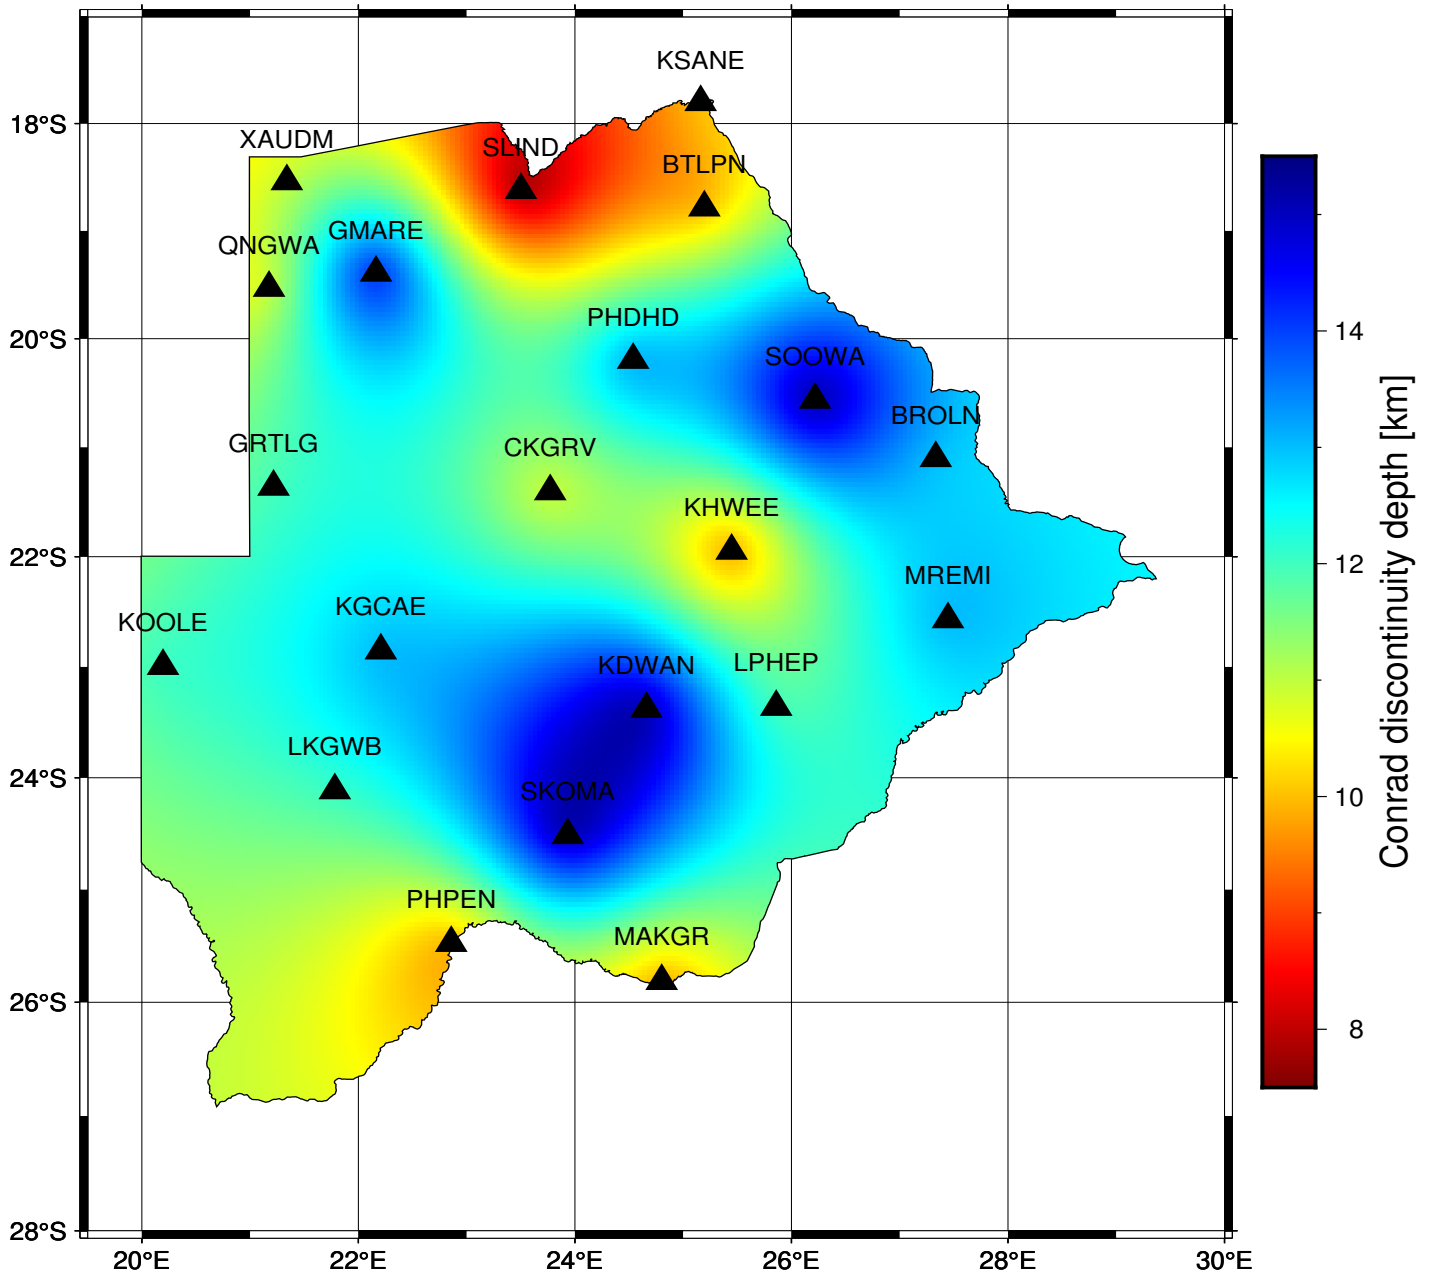 KSANE
18°S
XAUDM
SLIND
BTLPN
GMARE
QNGWA
PHDHD
20°S
SOOWA
14
BROLN
GRTLG
CKGRV
KHWEE
22°S
12
MREMI
KGCAE
KOOLE
KDWAN
LPHEP
LKGWB
24°S
SKOMA
10
PHPEN
MAKGR
26°S
8
28°S
20°E
22°E
24°E
26°E
28°E
30°E
Conrad discontinuity depth [km]